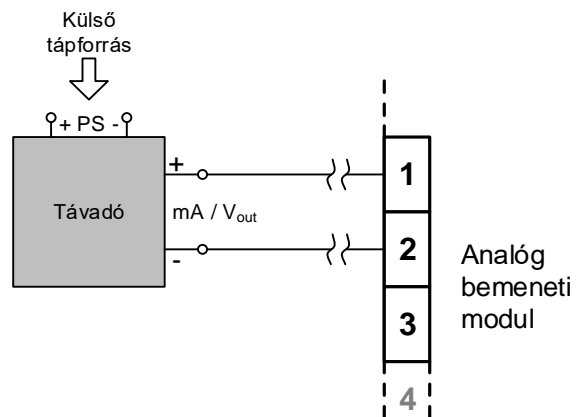 Külső
tápforrás
+ PS -
+
1
Távadó
mA / Vout
-
2
Analóg
bemeneti
modul
3
4